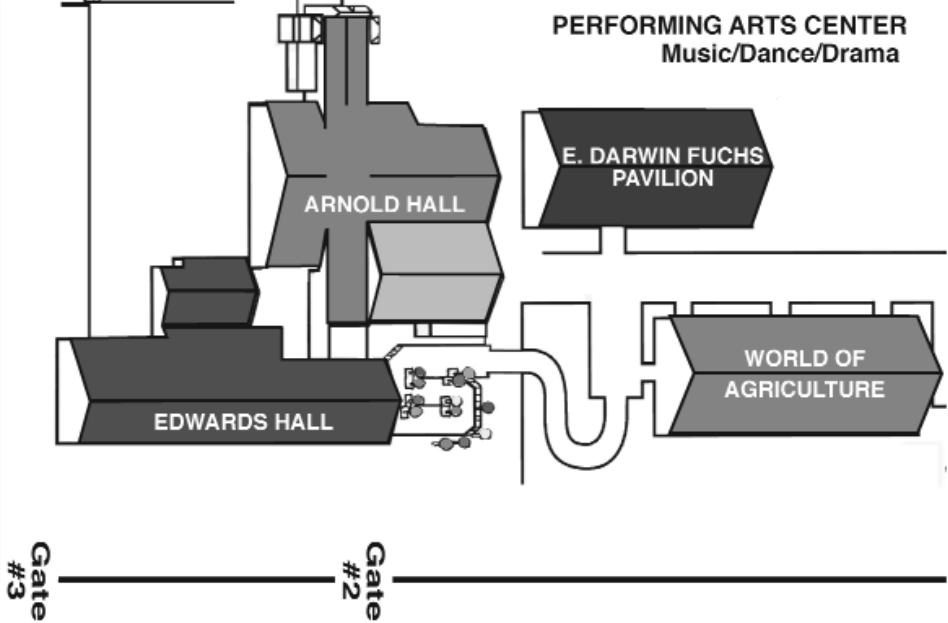 PERFORMING ARTS CENTER
Music/Dance/Drama
E. DARWIN FUCHS
PAVILION
ARNOLD HALL
WORLD OF
AGRICULTURE
EDWARDS HALL
Gate
#3
Gate
#2